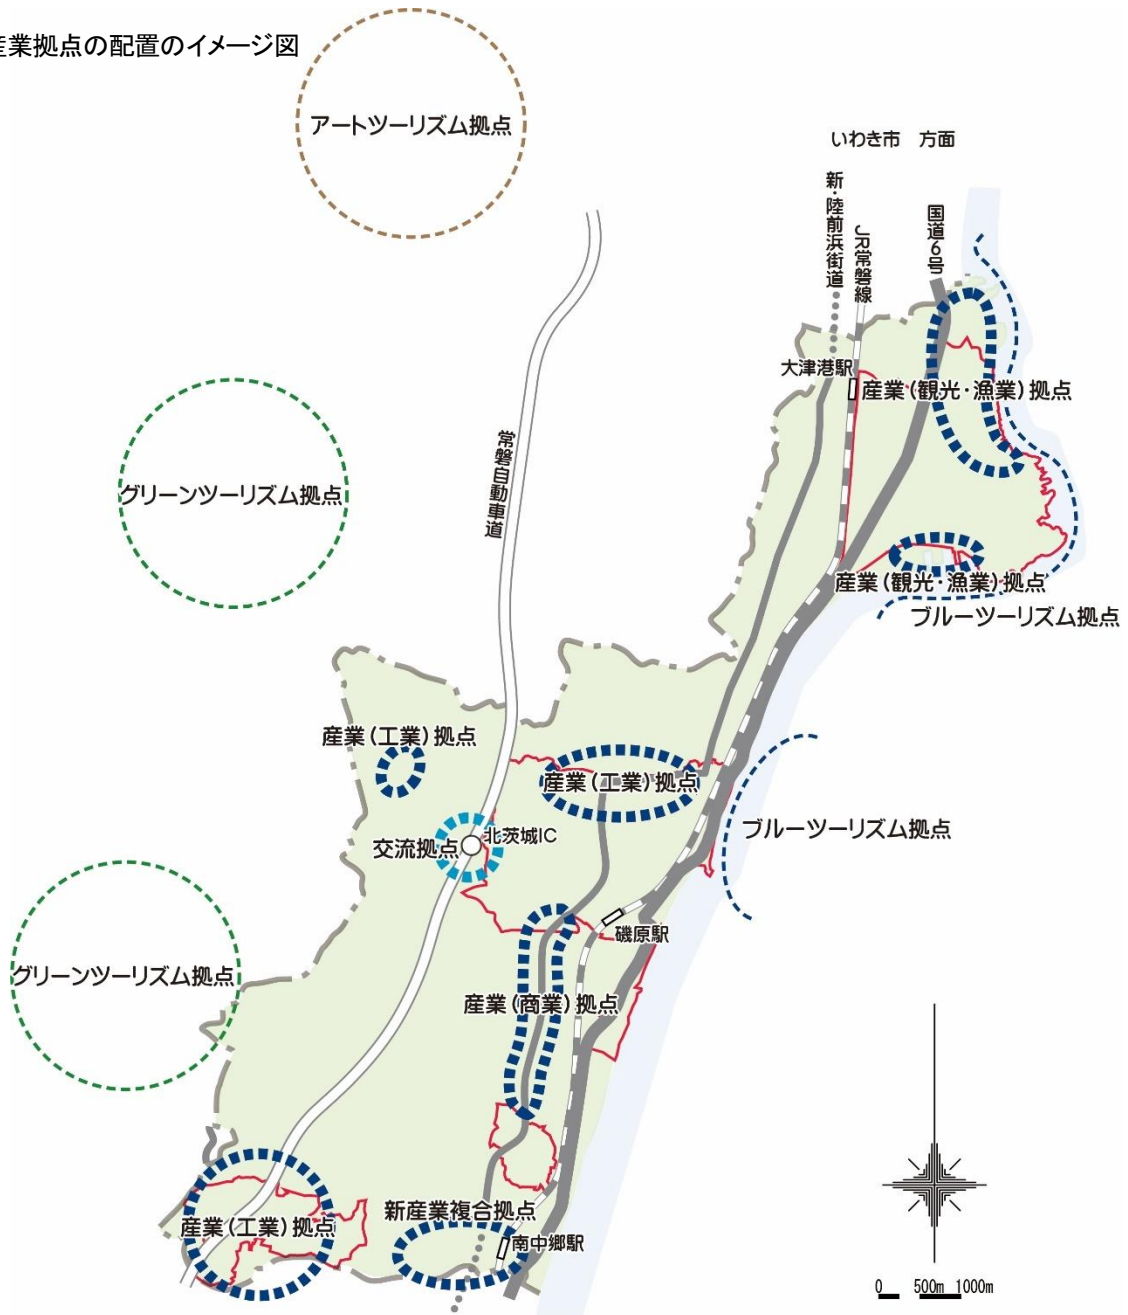 業拠点の配置のイメージ図
アートツーリズム拠点
いわき市　方面
新・陸前浜街道
JR常磐線
国道6号
大津港駅
産業(観光・漁業)拠点
常磐自動車道
グリーンツーリズム拠点
産業(観光・漁業)拠点
ブルーツーリズム拠点
産業(工業)拠点
産業(工業)拠点
交流拠点
北茨城IC
ブルーツーリズム拠点
磯原駅
グリーンツーリズム拠点
産業(商業)拠点
新産業複合拠点
産業(工業)拠点
南中郷駅
0 500m 1000m